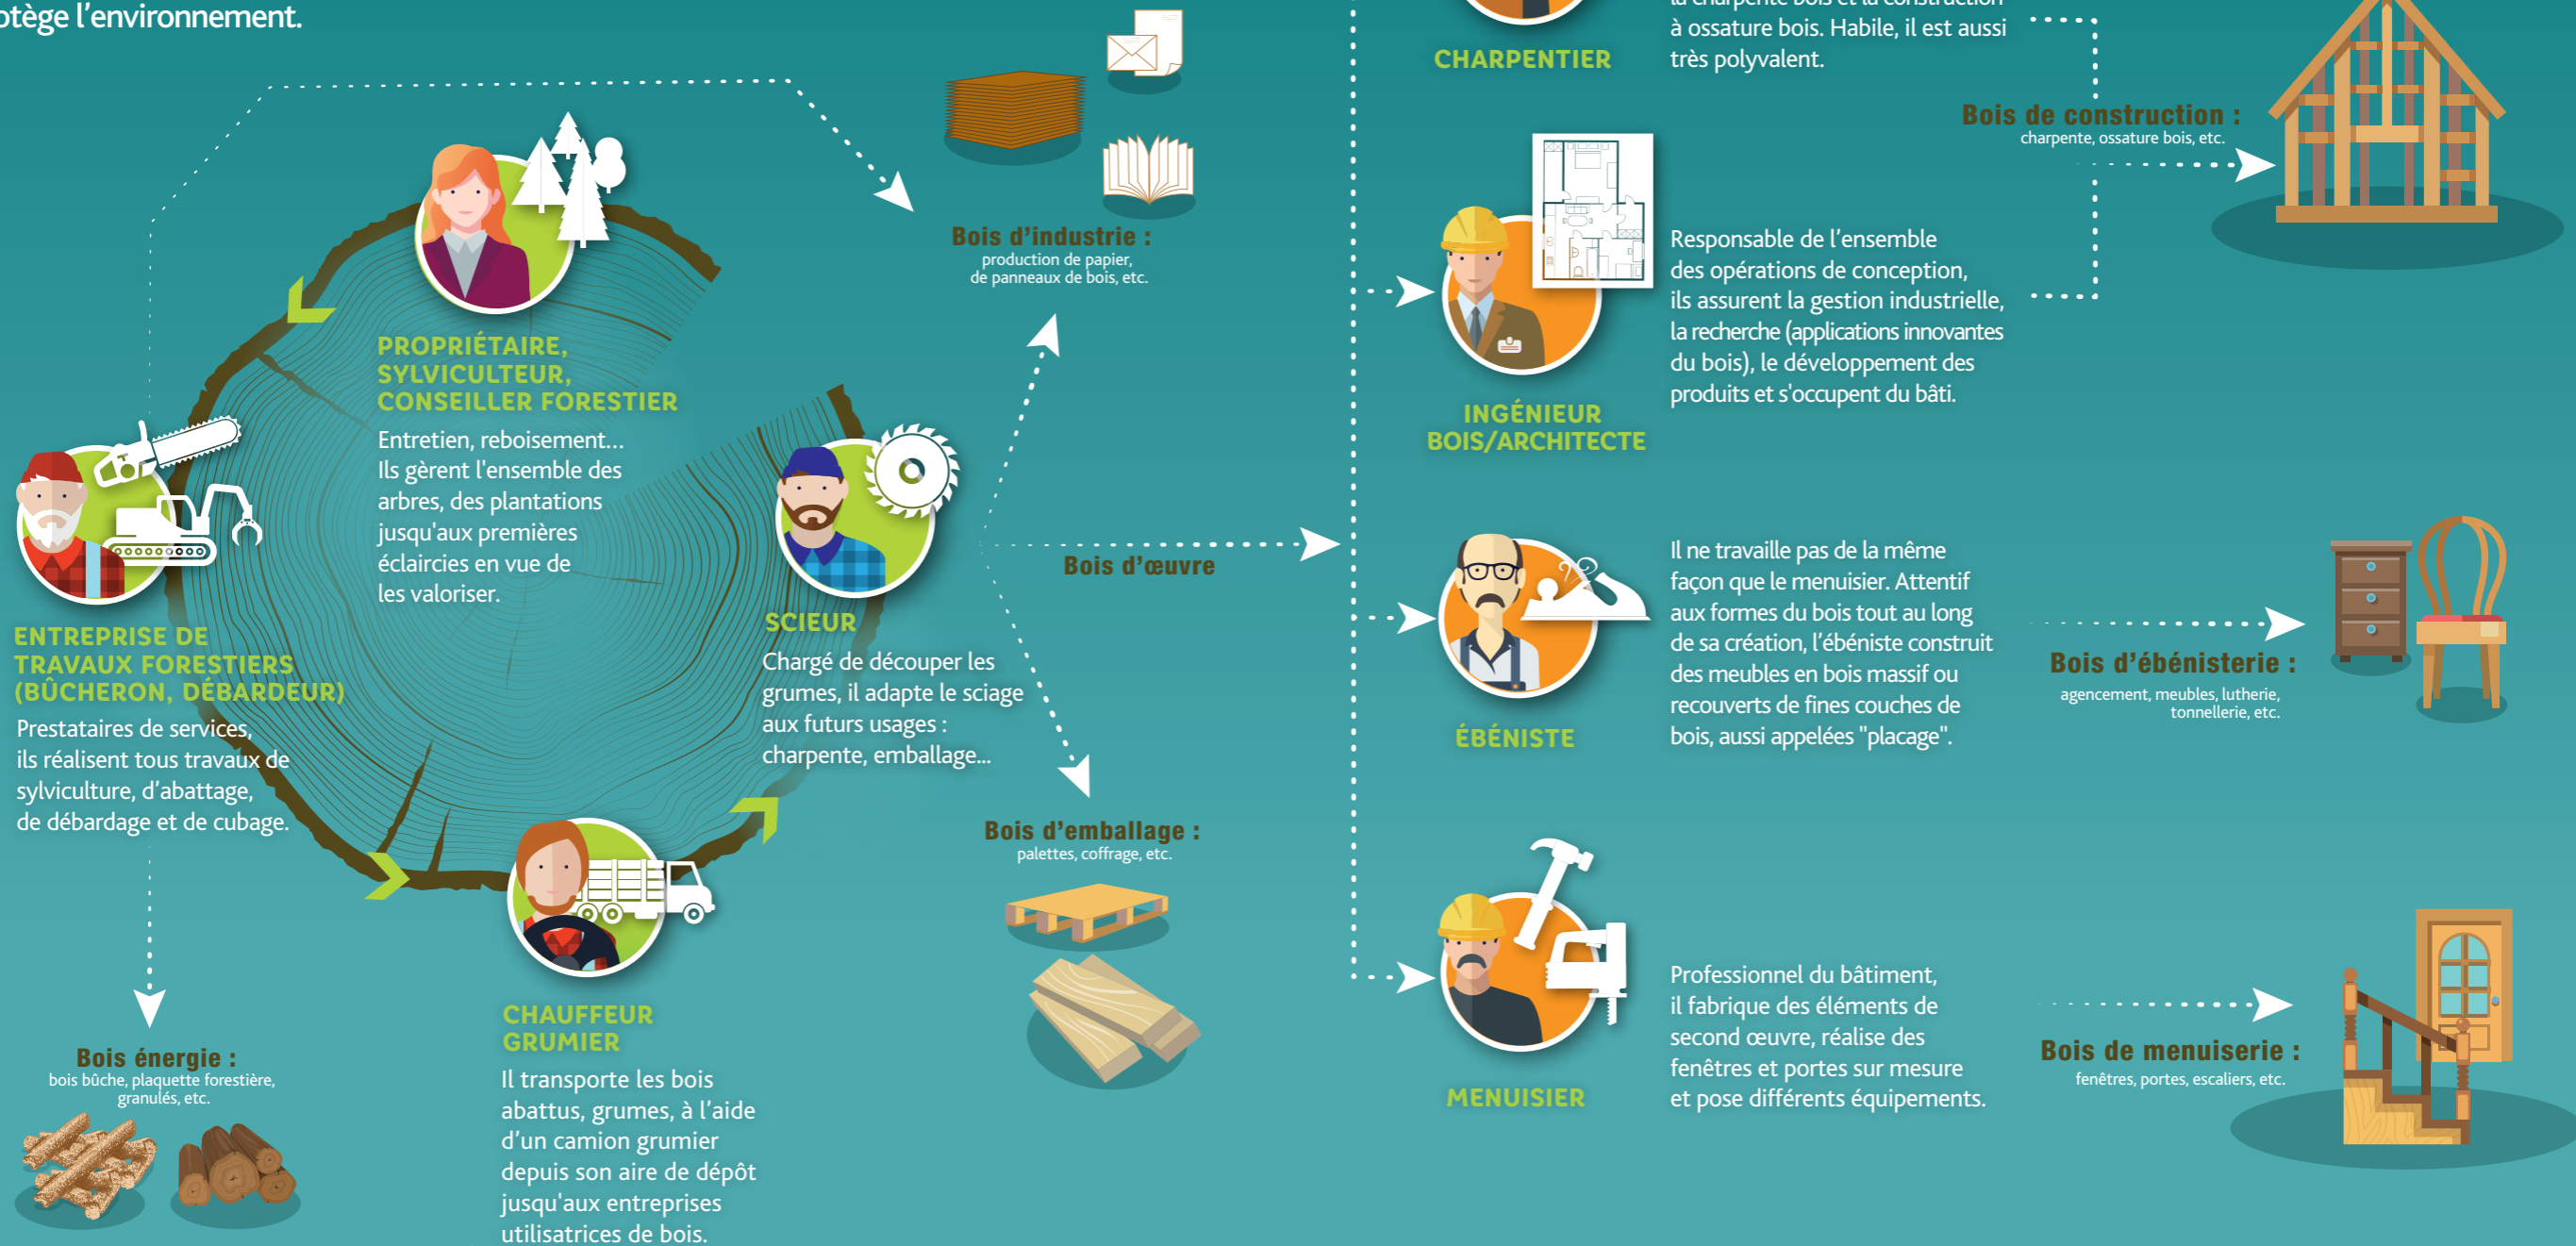 otège l'environnement.
PROPRIÉTAIRE,
SYLVICULTEUR,
CONSEILLER FORESTIER
Entretien, reboisement...
Ils gèrent l'ensemble des
arbres, des plantations
jusqu'aux premières
éclaircies en vue de
les valoriser.
ENTREPRISE DE
TRAVAUX FORESTIERS
(BÛCHERON, DÉBARDEUR)
Prestataires de services,
ils réalisent tous travaux de
sylviculture, d'abattage,
de débardage et de cubage.
Bois énergie :
bois bûche, plaquette forestière,
granulés, etc.
CHAUFFEUR
GRUMIER
Il transporte les bois
abattus, grumes, à l'aide
d'un camion grumier
depuis son aire de dépôt
jusqu'aux entreprises
utilisatrices de bois.
SCIEUR
Chargé de découper les
grumes, il adapte le sciage
aux futurs usages :
charpente, emballage...
Bois d'industrie :
production de papier,
de panneaux de bois, etc.
Bois d'œuvre
Bois d'emballage :
palettes, coffrage, etc.
CHARPENTIER
la charpente bois et la construction
à ossature bois. Habile, il est aussi
très polyvalent.
Bois de construction :
charpente, ossature bois, etc.
INGÉNIEUR
BOIS/ARCHITECTE
Responsable de l'ensemble
des opérations de conception,
ils assurent la gestion industrielle,
la recherche (applications innovantes
du bois), le développement des
produits et s'occupent du bâti.
ÉBÉNISTE
Il ne travaille pas de la même
façon que le menuisier. Attentif
aux formes du bois tout au long
de sa création, l'ébéniste construit
des meubles en bois massif ou
recouverts de fines couches de
bois, aussi appelées "placage".
Bois d'ébénisterie :
agencement, meubles, lutherie,
tonnellerie, etc.
MENUISIER
Professionnel du bâtiment,
il fabrique des éléments de
second œuvre, réalise des
fenêtres et portes sur mesure
et pose différents équipements.
Bois de menuiserie :
fenêtres, portes, escaliers, etc.